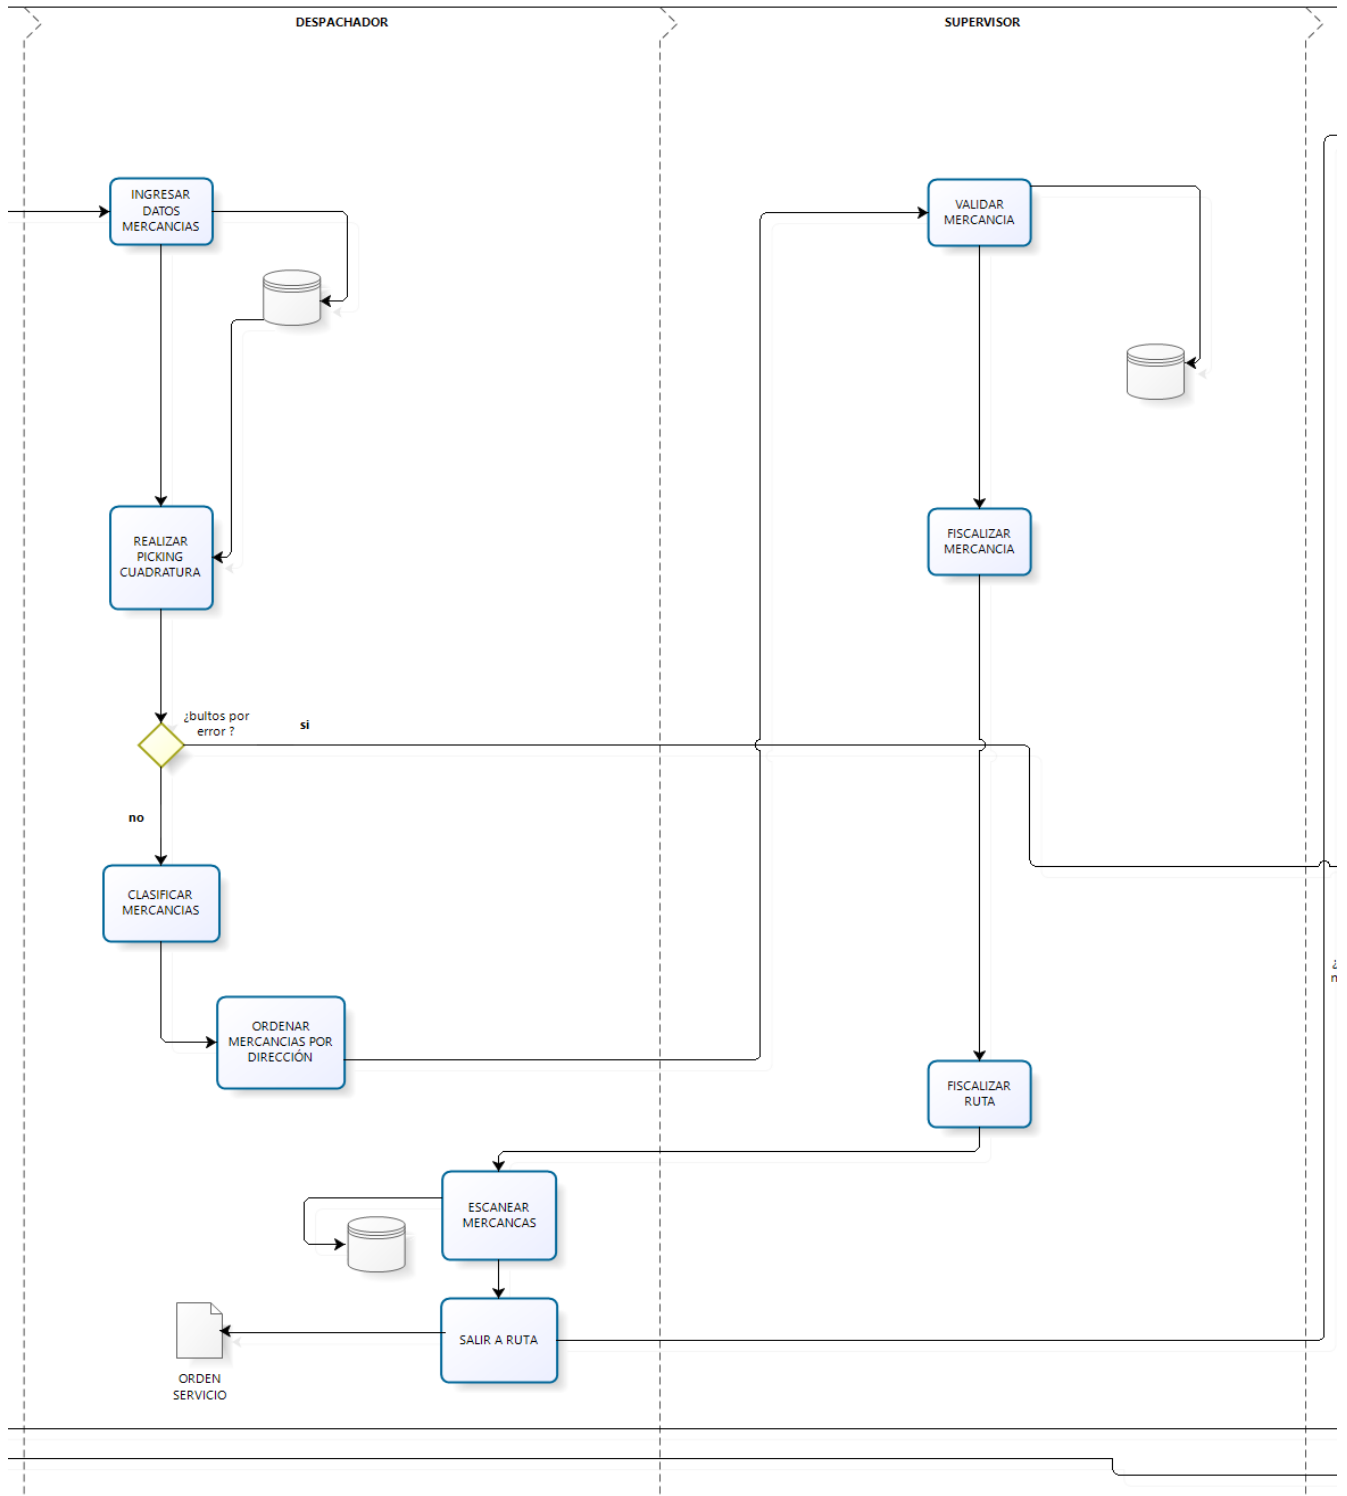 DESPACHADOR
SUPERVISOR
INGRESAR
DATOS
MERCANCIAS
VALIDAR
MERCANCIA
REALIZAR
PICKING
CUADRATURA
FISCALIZAR
MERCANCIA
¿bultos por
error ?
si
no
CLASIFICAR
MERCANCIAS
ORDENAR
MERCANCIAS POR
DIRECCIÓN
FISCALIZAR
RUTA
ESCANEAR
MERCANCAS
SALIR A RUTA
ORDEN
SERVICIO